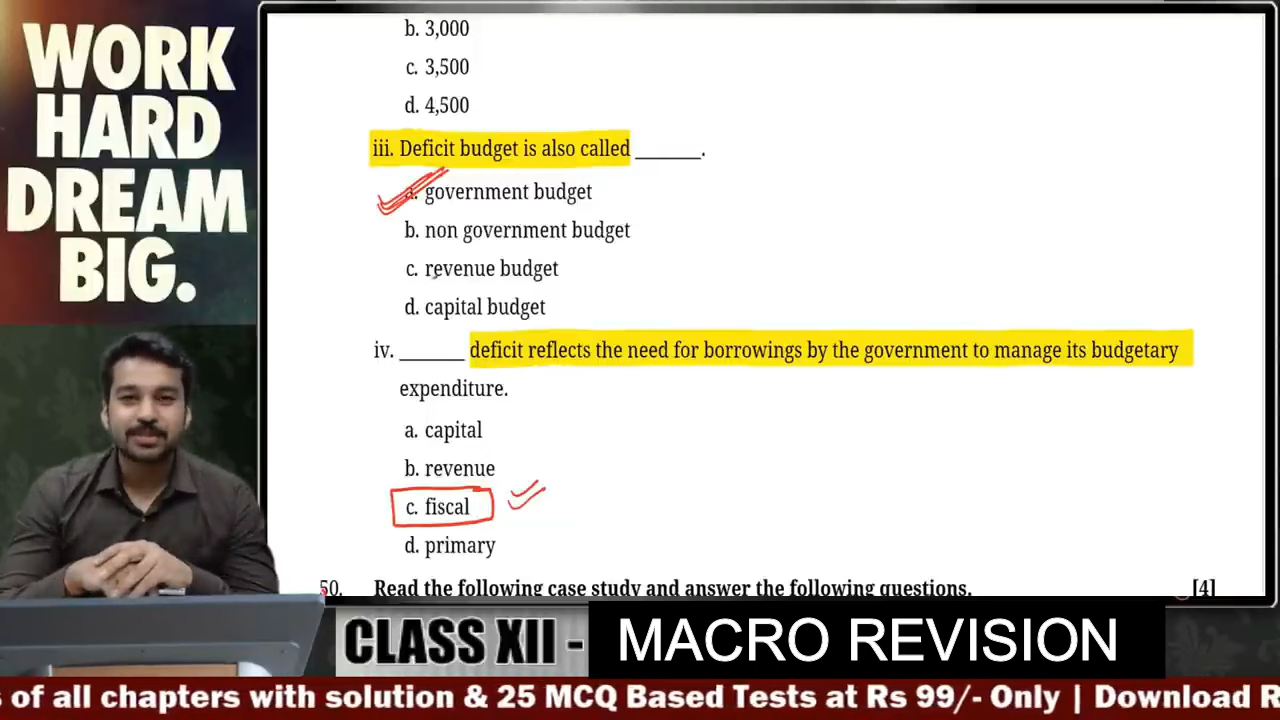 WORK
HARD
DREAM
BIG.
b. 3,000
c. 3,500
d. 4,500
iii. Deficit budget is also called _______.
a. government budget
b. non government budget
c. revenue budget
d. capital budget
iv. _______ deficit reflects the need for borrowings by the government to manage its budgetary
expenditure.
a. capital
b. revenue
c. fiscal
d. primary
50. Read the following case study and answer the following questions. [4]
CLASS XII - MACRO REVISION
s of all chapters with solution & 25 MCQ Based Tests at Rs 99/- Only | Download R